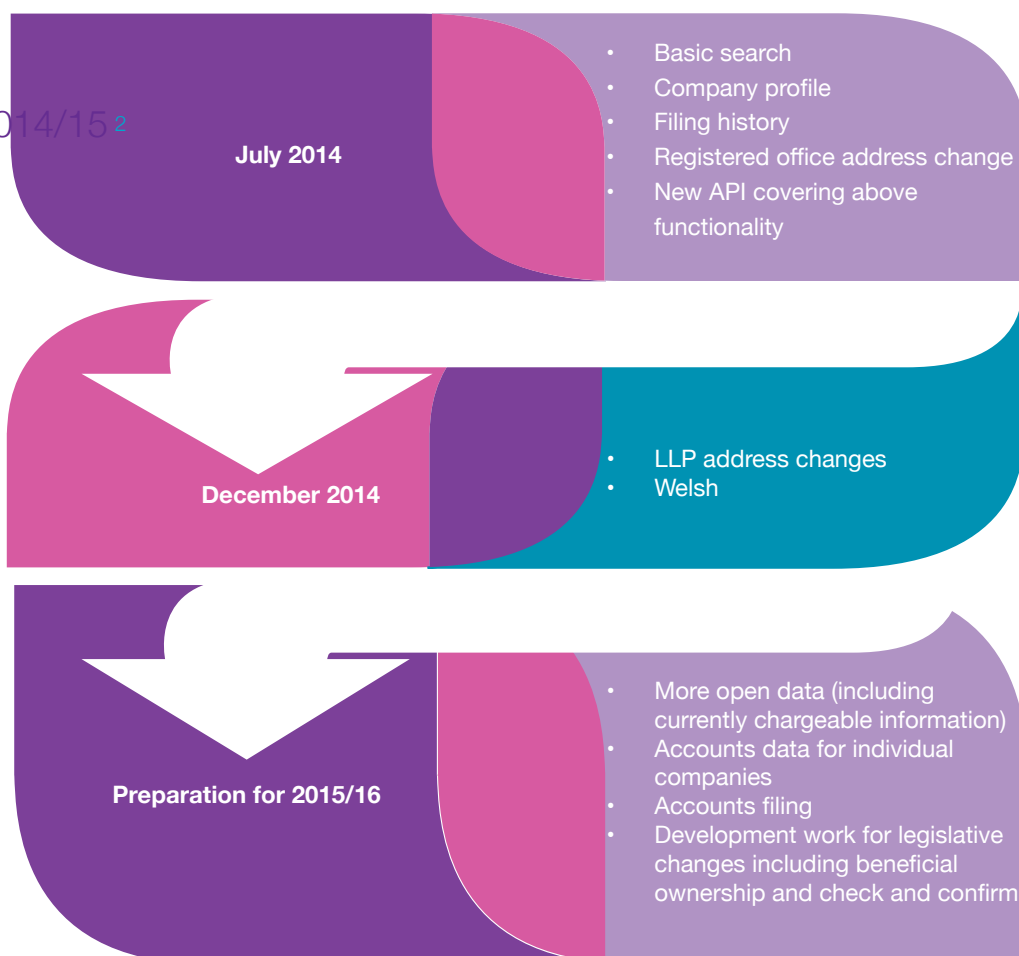 014/15 2
July 2014
• Basic search
• Company profile
• Filing history
• Registered office address change
• New API covering above
functionality
December 2014
• LLP address changes
• Welsh
Preparation for 2015/16
• More open data (including
currently chargeable information)
• Accounts data for individual
companies
• Accounts filing
• Development work for legislative
changes including beneficial
ownership and check and confirm